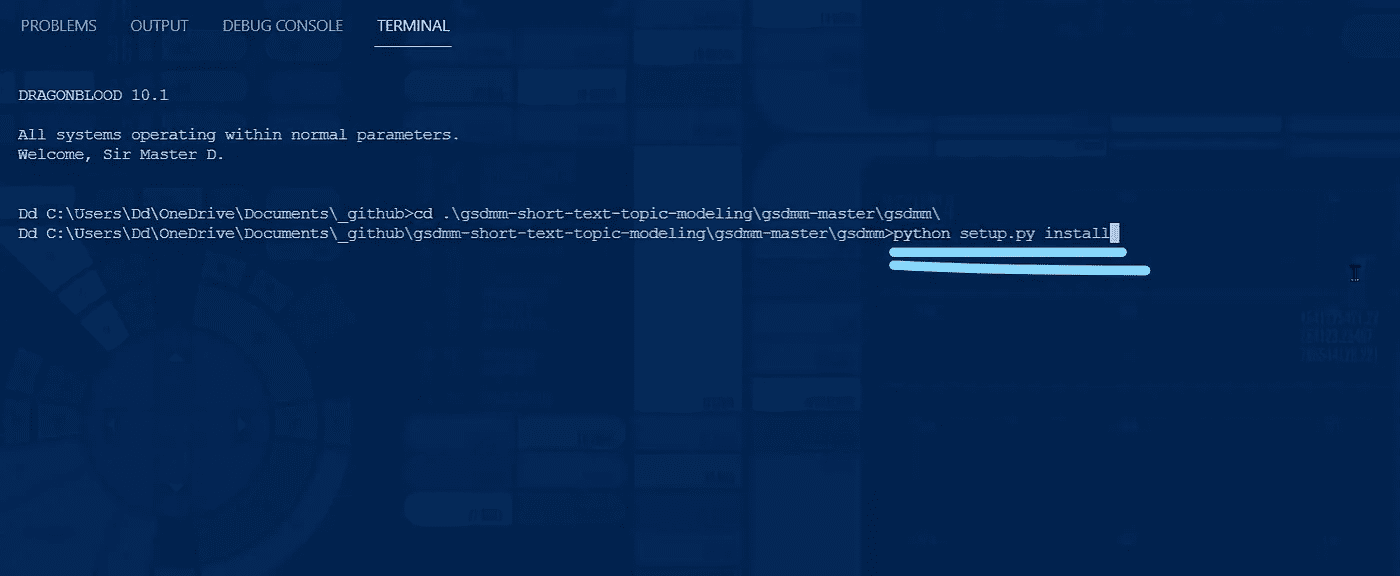 PROBLEMS OUTPUT DEBUG CONSOLE TERMINAL
DRAGONBLOOD 10.1
All systems operating within normal parameters.
Welcome, Sir Master D.
Dd C:\Users\Dd\OneDrive\Documents\_github>cd .\gsdmm-short-text-topic-modeling\gsdmm-master\gsdmm\
Dd C:\Users\Dd\OneDrive\Documents\_github\gsdmm-short-text-topic-modeling\gsdmm-master\gsdmm>python setup.py install